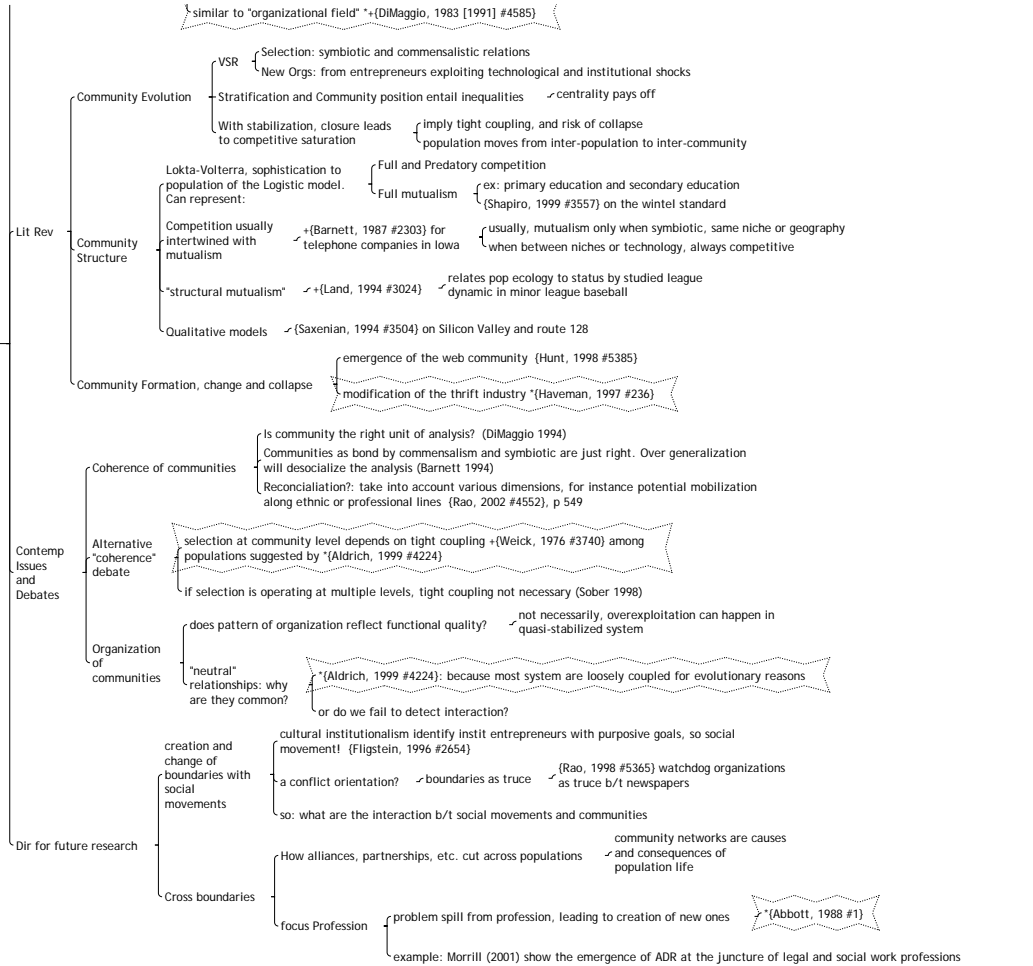 similar to "organizational field" *+{DiMaggio, 1983 [1991] #4585}
Lit Rev
Community Evolution
VSR
Selection: symbiotic and commensalistic relations
New Orgs: from entrepreneurs exploiting technological and institutional shocks
Stratification and Community position entail inequalities
centrality pays off
With stabilization, closure leads
to competitive saturation
imply tight coupling, and risk of collapse
population moves from inter-population to inter-community
Community
Structure
Lokta-Volterra, sophistication to
population of the Logistic model.
Can represent:
Full and Predatory competition
Full mutualism
ex: primary education and secondary education
{Shapiro, 1999 #3557} on the wintel standard
Competition usually
intertwined with
mutualism
+{Barnett, 1987 #2303} for
telephone companies in Iowa
usually, mutualism only when symbiotic, same niche or geography
when between niches or technology, always competitive
"structural mutualism"
+{Land, 1994 #3024}
relates pop ecology to status by studied league
dynamic in minor league baseball
Qualitative models
{Saxenian, 1994 #3504} on Silicon Valley and route 128
Community Formation, change and collapse
emergence of the web community {Hunt, 1998 #5385}
modification of the thrift industry *{Haveman, 1997 #236}
Contemp
Issues
and
Debates
Coherence of communities
Is community the right unit of analysis? (DiMaggio 1994)
Communities as bond by commensalism and symbiotic are just right. Over generalization
will desocialize the analysis (Barnett 1994)
Reconcialiation?: take into account various dimensions, for instance potential mobilization
along ethnic or professional lines {Rao, 2002 #4552}, p 549
Alternative
"coherence"
debate
selection at community level depends on tight coupling +{Weick, 1976 #3740} among
populations suggested by *{Aldrich, 1999 #4224}
if selection is operating at multiple levels, tight coupling not necessary (Sober 1998)
Organization
of
communities
does pattern of organization reflect functional quality?
not necessarily, overexploitation can happen in
quasi-stabilized system
"neutral"
relationships: why
are they common?
*{Aldrich, 1999 #4224}: because most system are loosely coupled for evolutionary reasons
or do we fail to detect interaction?
Dir for future research
creation and
change of
boundaries with
social
movements
cultural institutionalism identify instit entrepreneurs with purposive goals, so social
movement! {Fligstein, 1996 #2654}
a conflict orientation?
boundaries as truce
{Rao, 1998 #5365} watchdog organizations
as truce b/t newspapers
so: what are the interaction b/t social movements and communities
Cross boundaries
How alliances, partnerships, etc. cut across populations
community networks are causes
and consequences of
population life
focus Profession
problem spill from profession, leading to creation of new ones
*{Abbott, 1988 #1}
example: Morrill (2001) show the emergence of ADR at the juncture of legal and social work professions